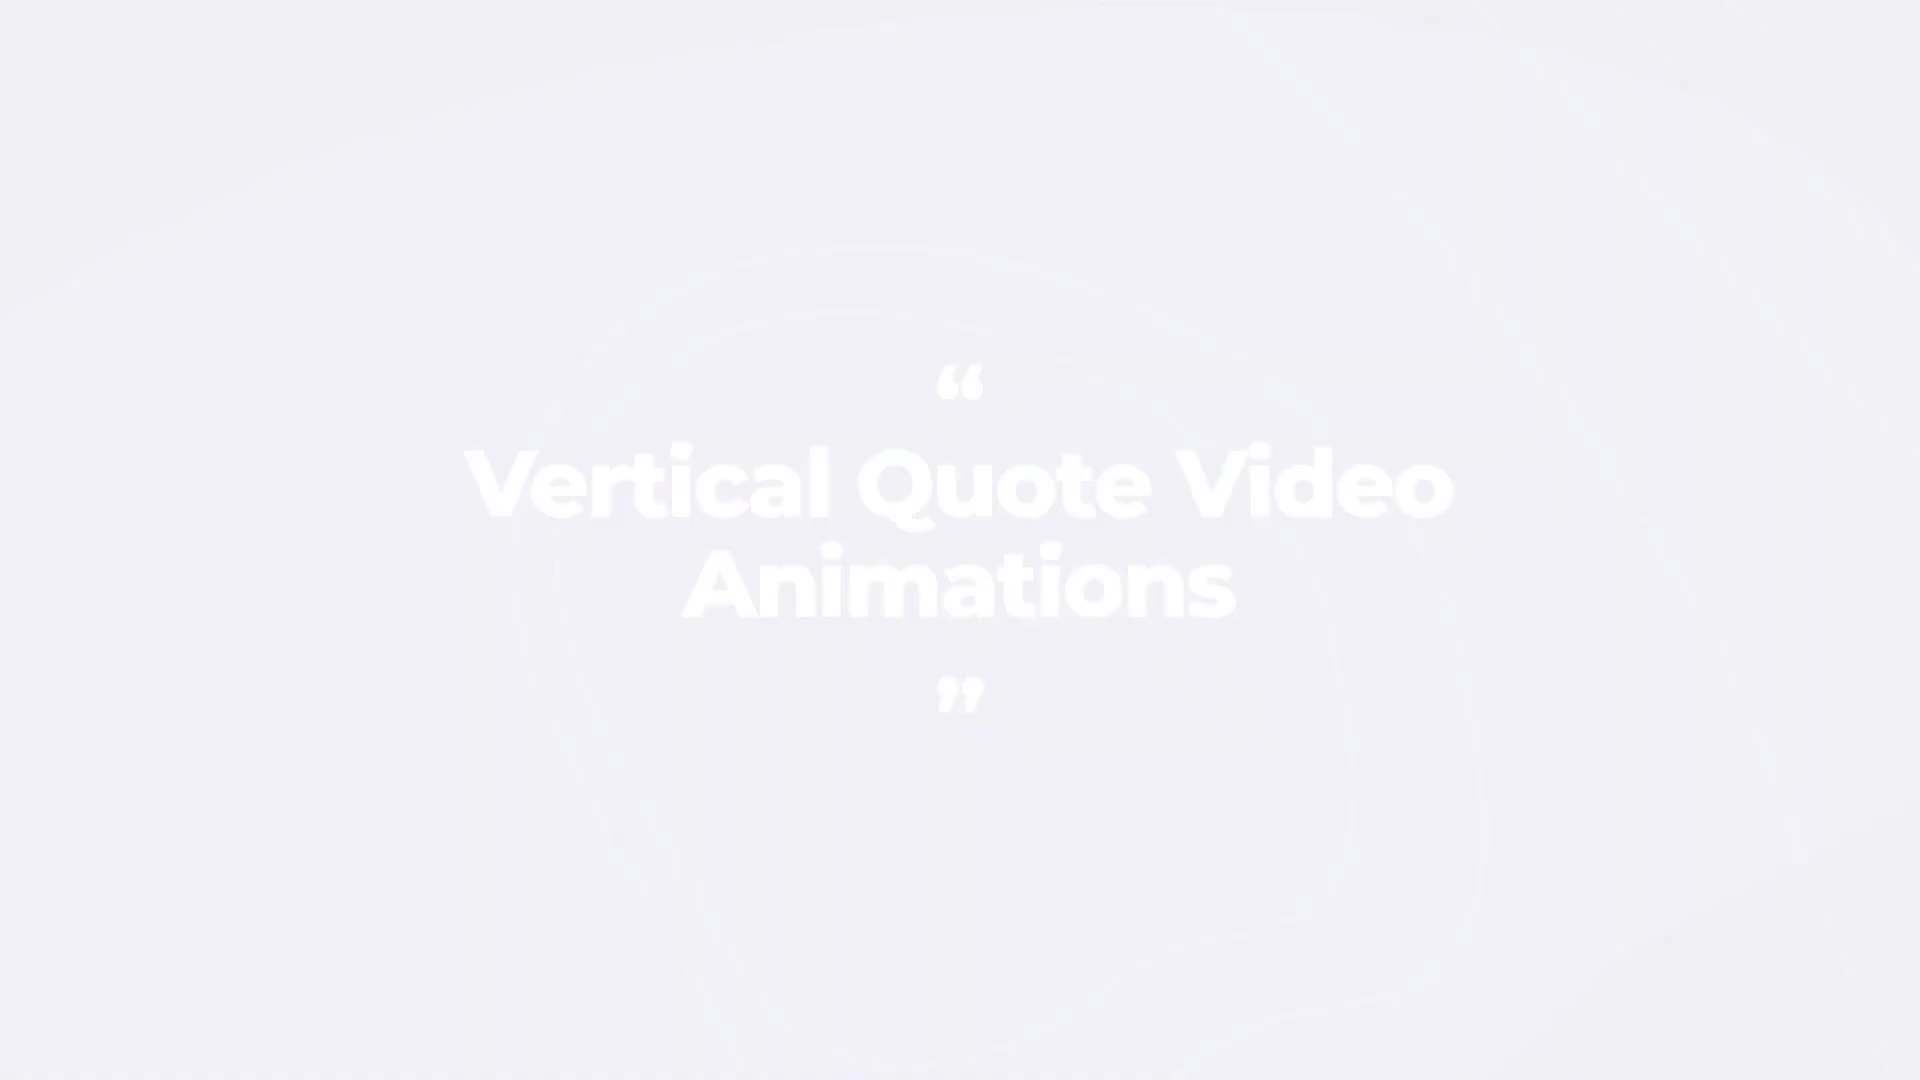 “
Vertical Quote Video
Animations
”